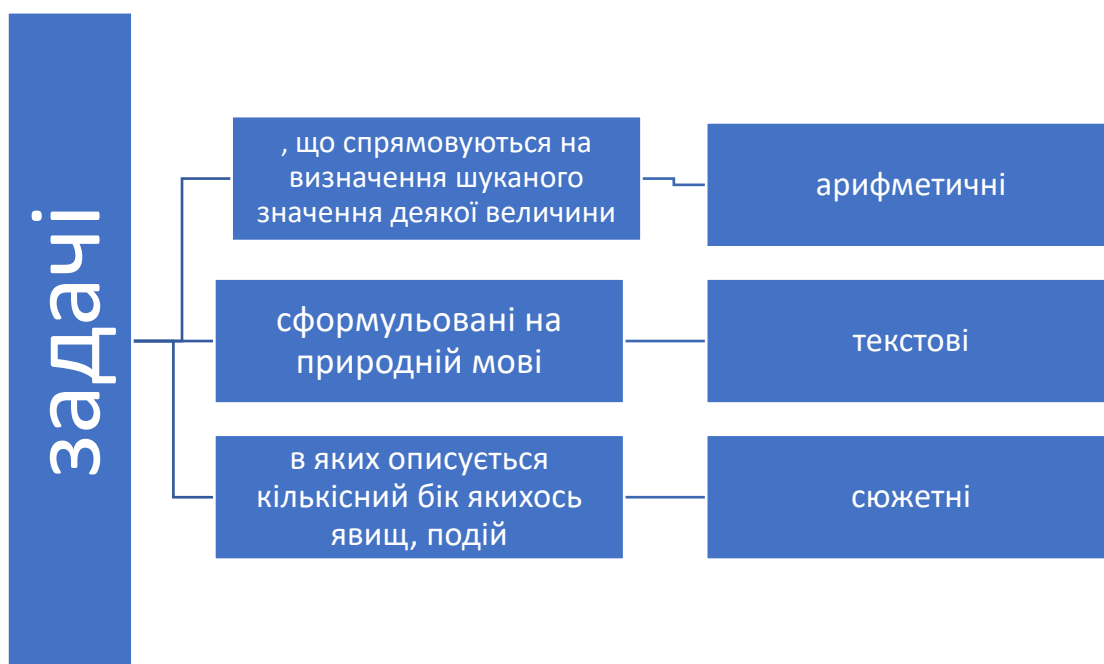 задачі
, що спрямовуються на
визначення шуканого
значення деякої величини
арифметичні
сформульовані на
природній мові
текстові
в яких описується
кількісний бік якихось
явищ, подій
сюжетні